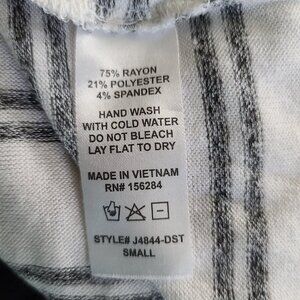 75% RAYON
21% POLYESTER
4% SPANDEX
HAND WASH
WITH COLD WATER
DO NOT BLEACH
LAY FLAT TO DRY
MADE IN VIETNAM
RN# 156284
STYLE# J4844-DST
SMALL